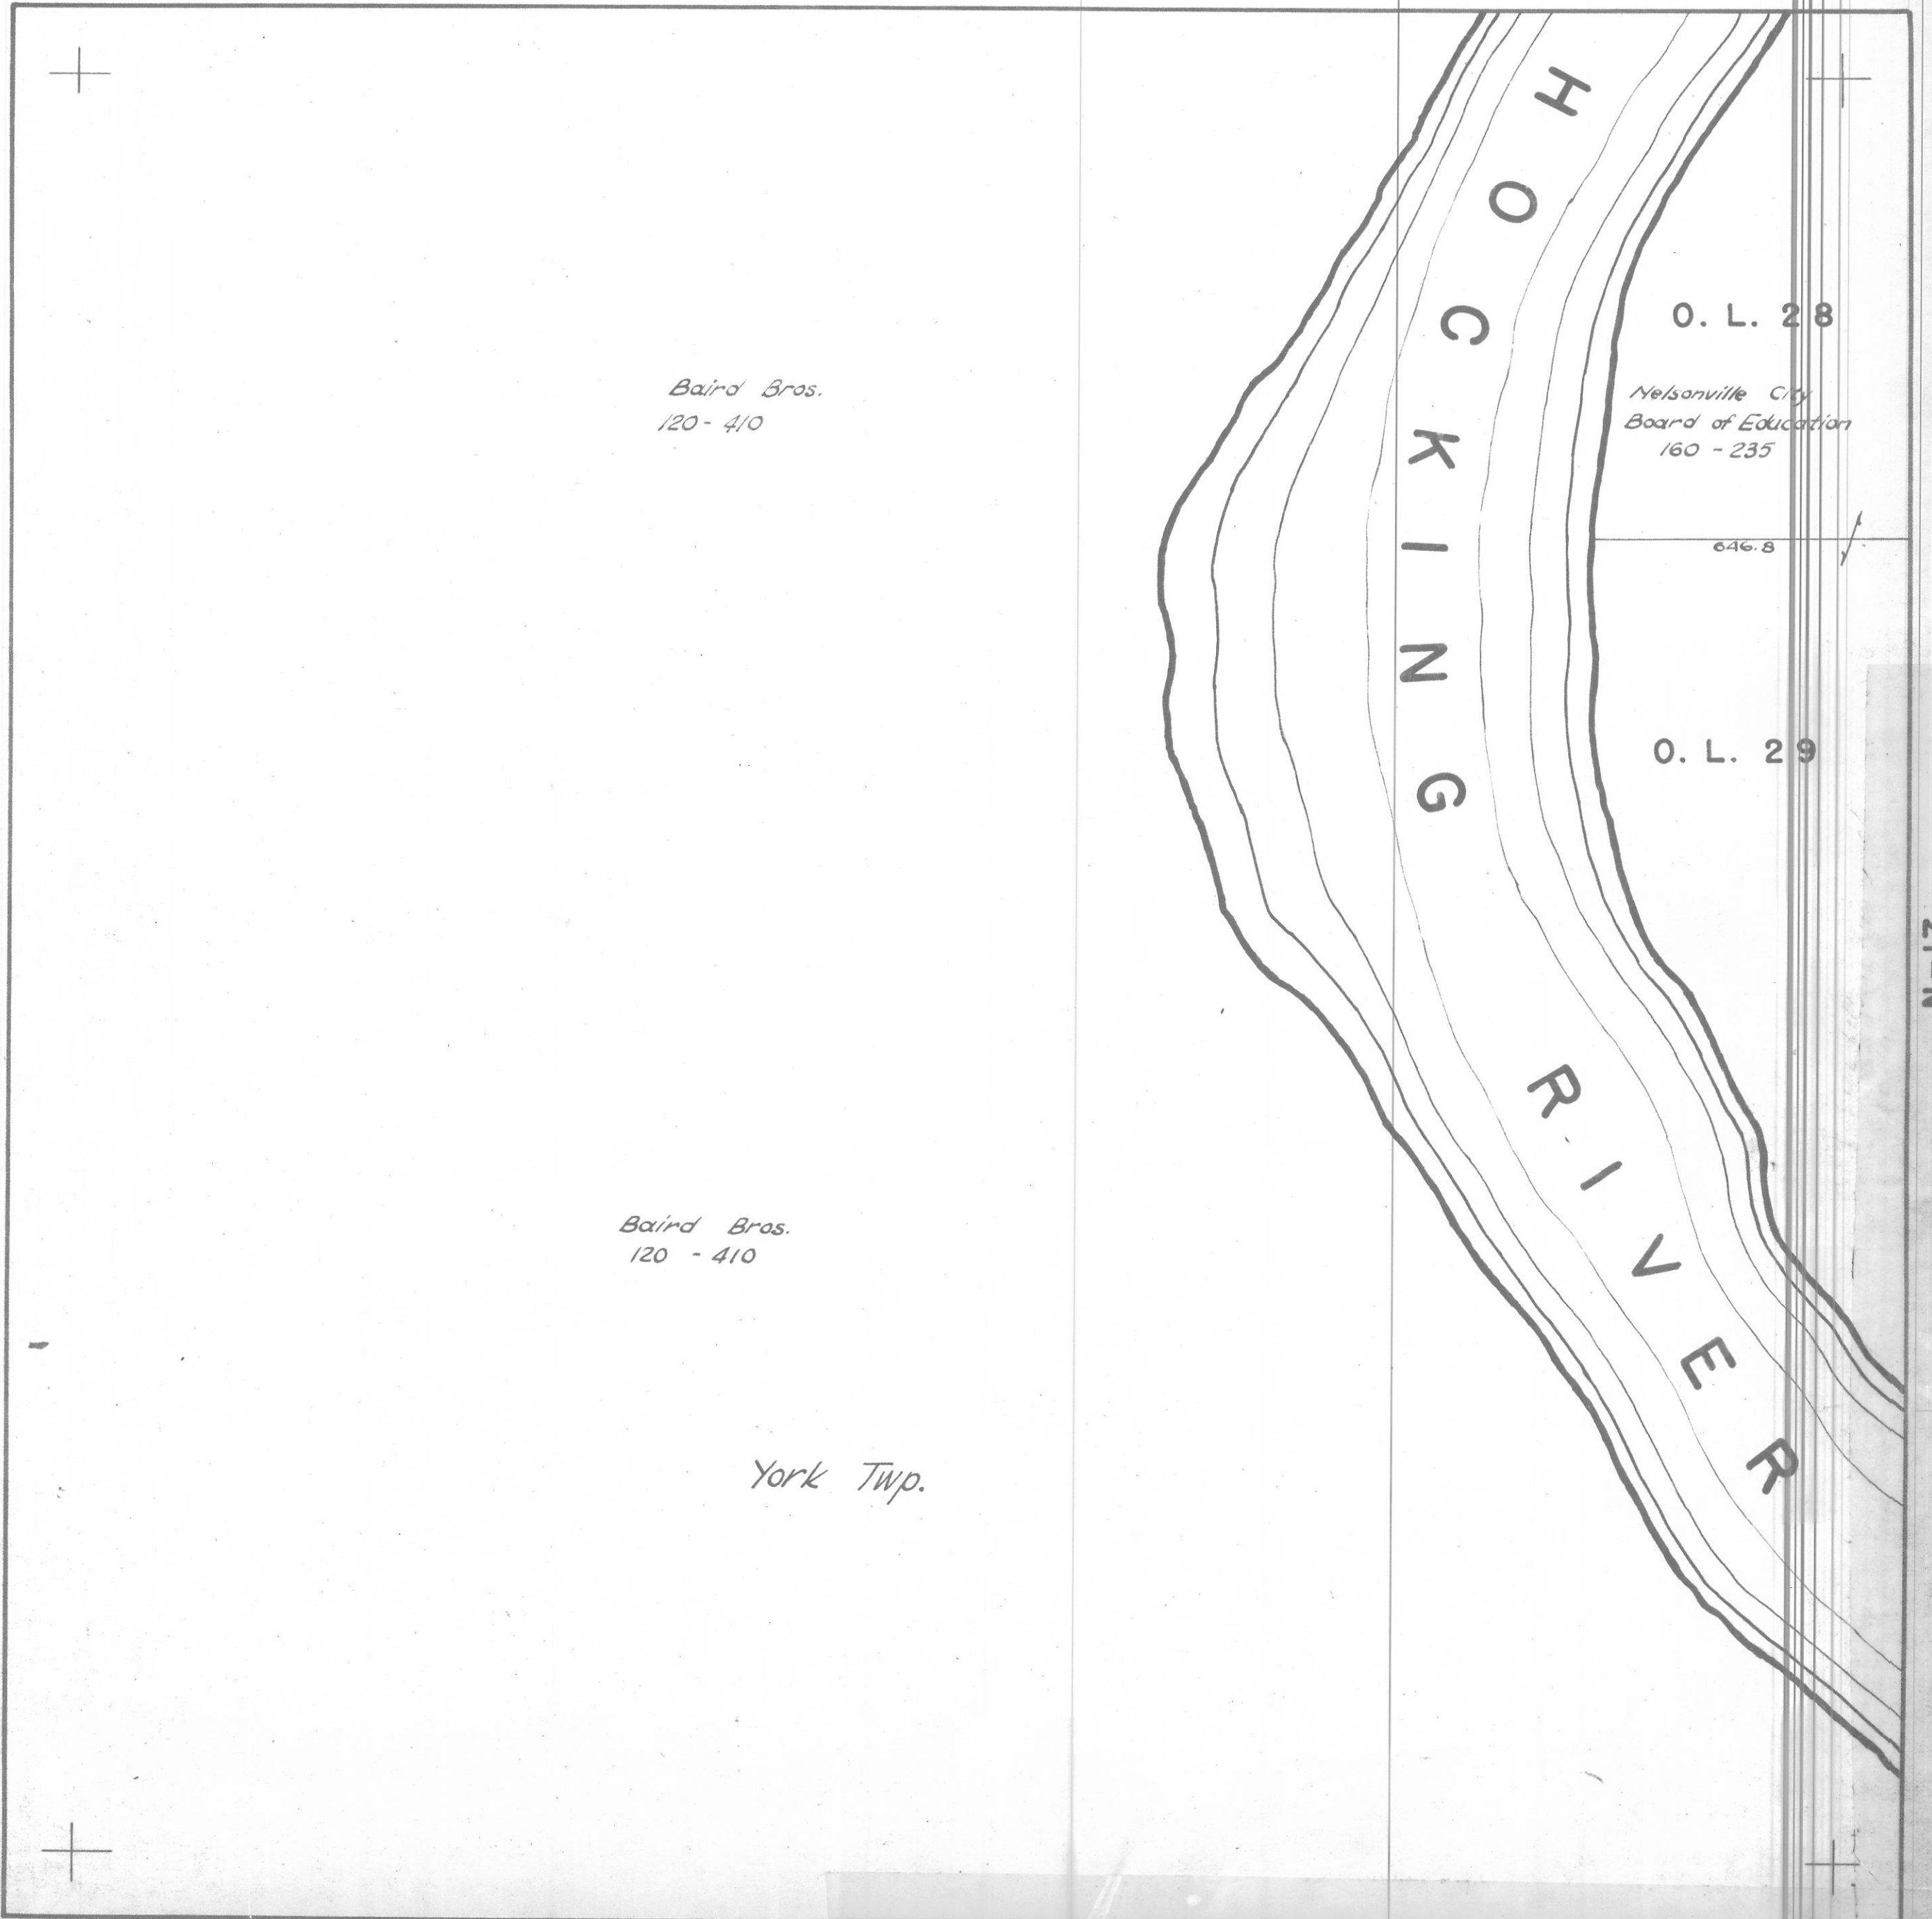 HOCKING RIVER
O. L. 28
Baird Bros.
120 - 410
Nelsonville City
Board of Education
160 - 235
646.8
O. L. 29
Baird Bros.
120 - 410
York Twp.